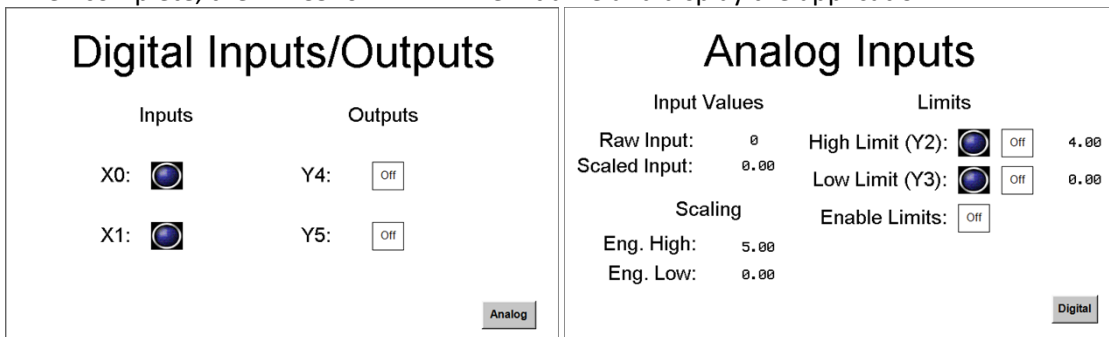 Digital Inputs/Outputs
Inputs Outputs
X0: Y4: Off
X1: Y5: Off
Analog
Analog Inputs
Input Values Limits
Raw Input: 0 High Limit (Y2): Off 4.00
Scaled Input: 0.00 Low Limit (Y3): Off 0.00
Scaling Enable Limits: Off
Eng. High: 5.00
Eng. Low: 0.00
Digital